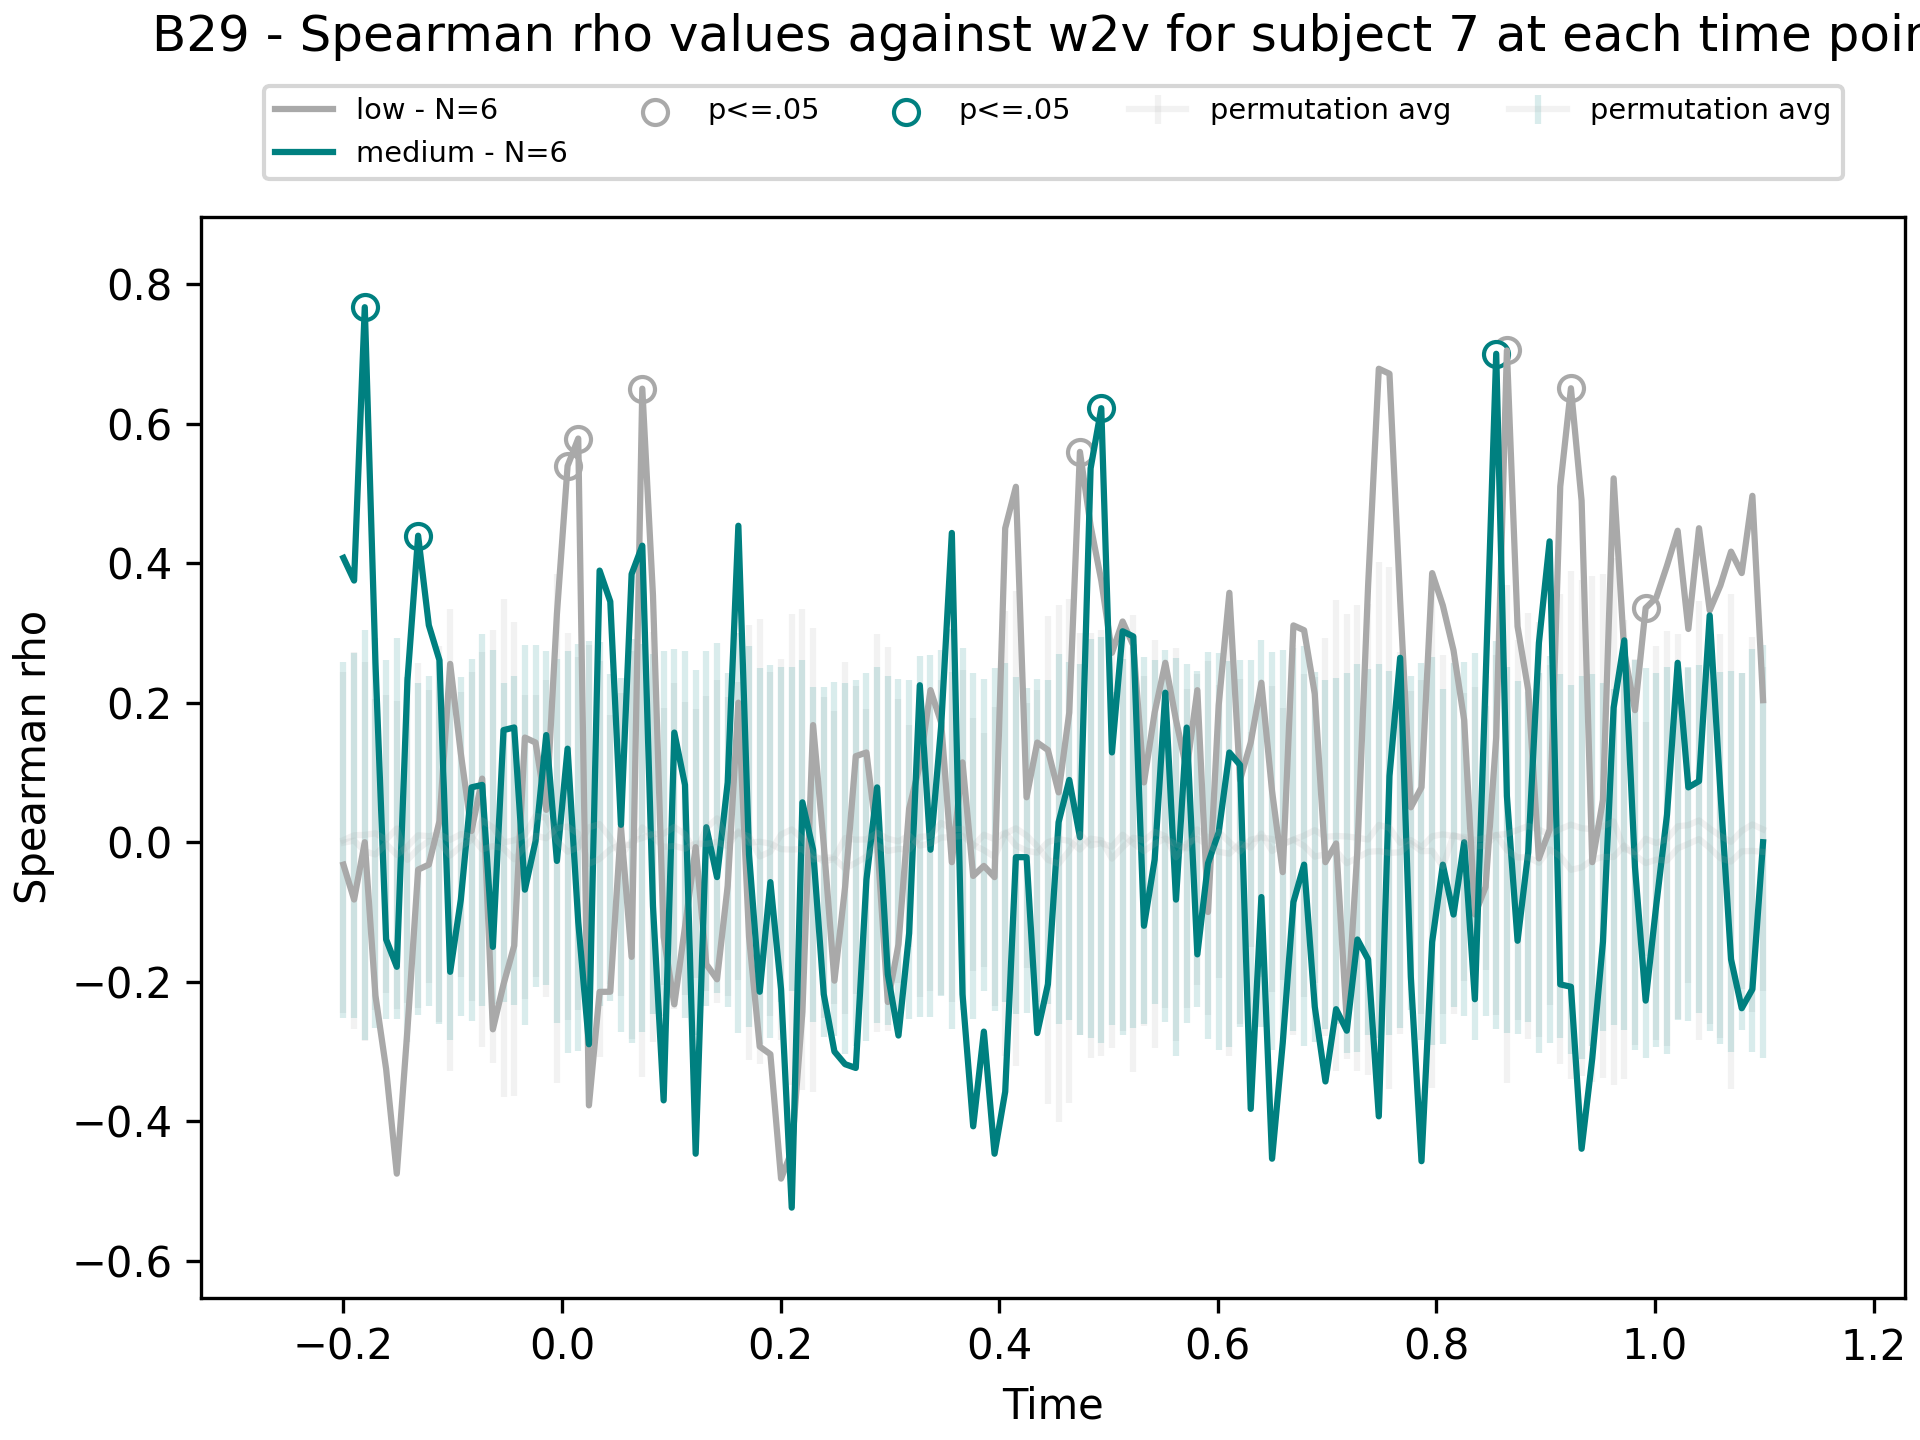 B29 - Spearman rho values against w2v for subject 7 at each time
low - N=6 p<=.05 p<=.05 permutation avg permutation avg
medium - N=6
0.8
0.6
0.4
0.2
0.0
−0.2
−0.4
−0.6
Spearman rho
−0.2 0.0 0.2 0.4 0.6 0.8 1.0 1.2
Time